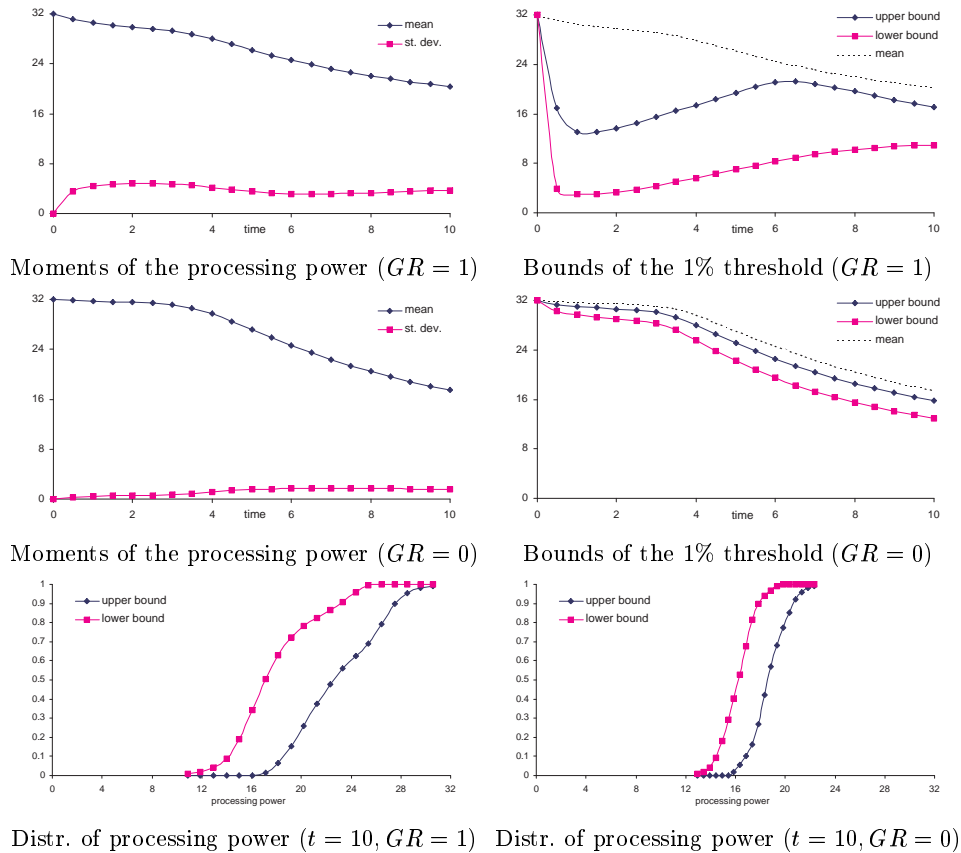 32
24
16
8
0
mean
st. dev.
0 2 4 6 8 10
time
Moments of the processing power (GR = 1)
32
24
16
8
0
upper bound
lower bound
mean
0 2 4 6 8 10
time
Bounds of the 1% threshold (GR = 1)
32
24
16
8
0
mean
st. dev.
0 2 4 6 8 10
time
Moments of the processing power (GR = 0)
32
24
16
8
0
upper bound
lower bound
mean
0 2 4 6 8 10
time
Bounds of the 1% threshold (GR = 0)
1
0.9
0.8
0.7
0.6
0.5
0.4
0.3
0.2
0.1
0
upper bound
lower bound
0 4 8 12 16 20 24 28 32
processing power
Distr. of processing power (t = 10, GR = 1)
1
0.9
0.8
0.7
0.6
0.5
0.4
0.3
0.2
0.1
0
upper bound
lower bound
0 4 8 12 16 20 24 28 32
processing power
Distr. of processing power (t = 10, GR = 0)